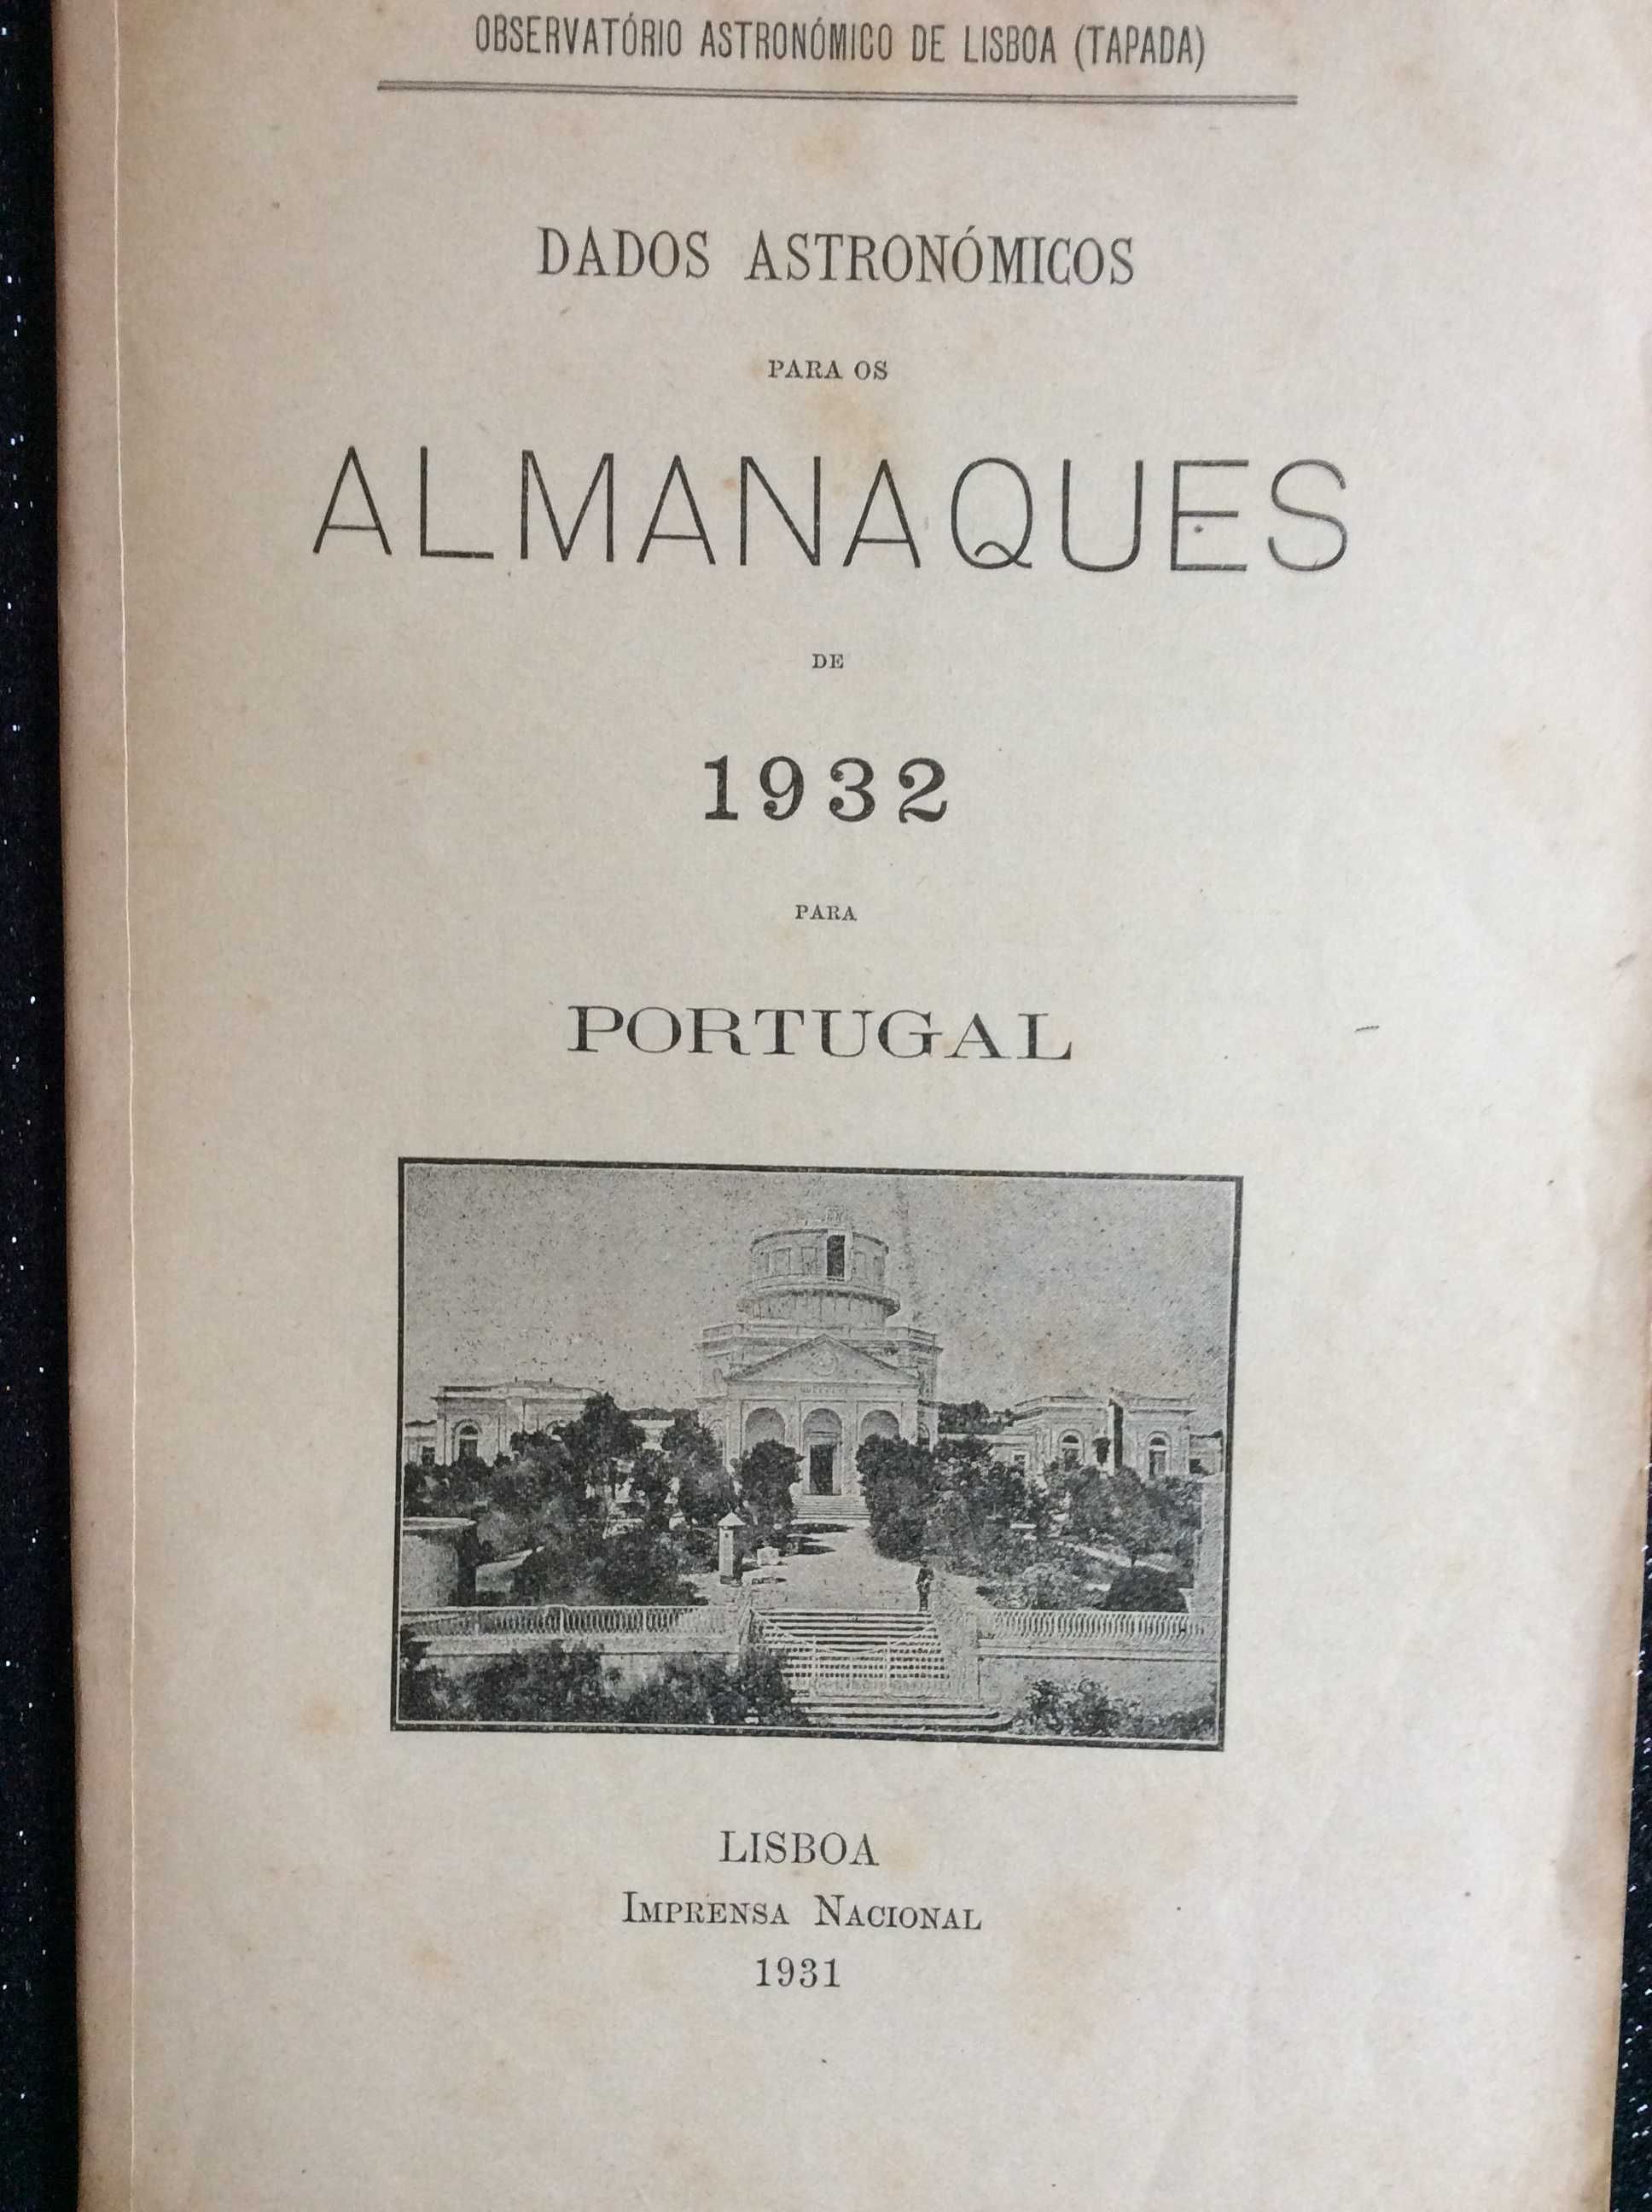 OBSERVATÓRIO ASTRONÓMICO DE LISBOA (TAPADA)
DADOS ASTRONÓMICOS
PARA OS
ALMANAQUES
DE
1932
PARA
PORTUGAL
LISBOA
IMPRENSA NACIONAL
1931